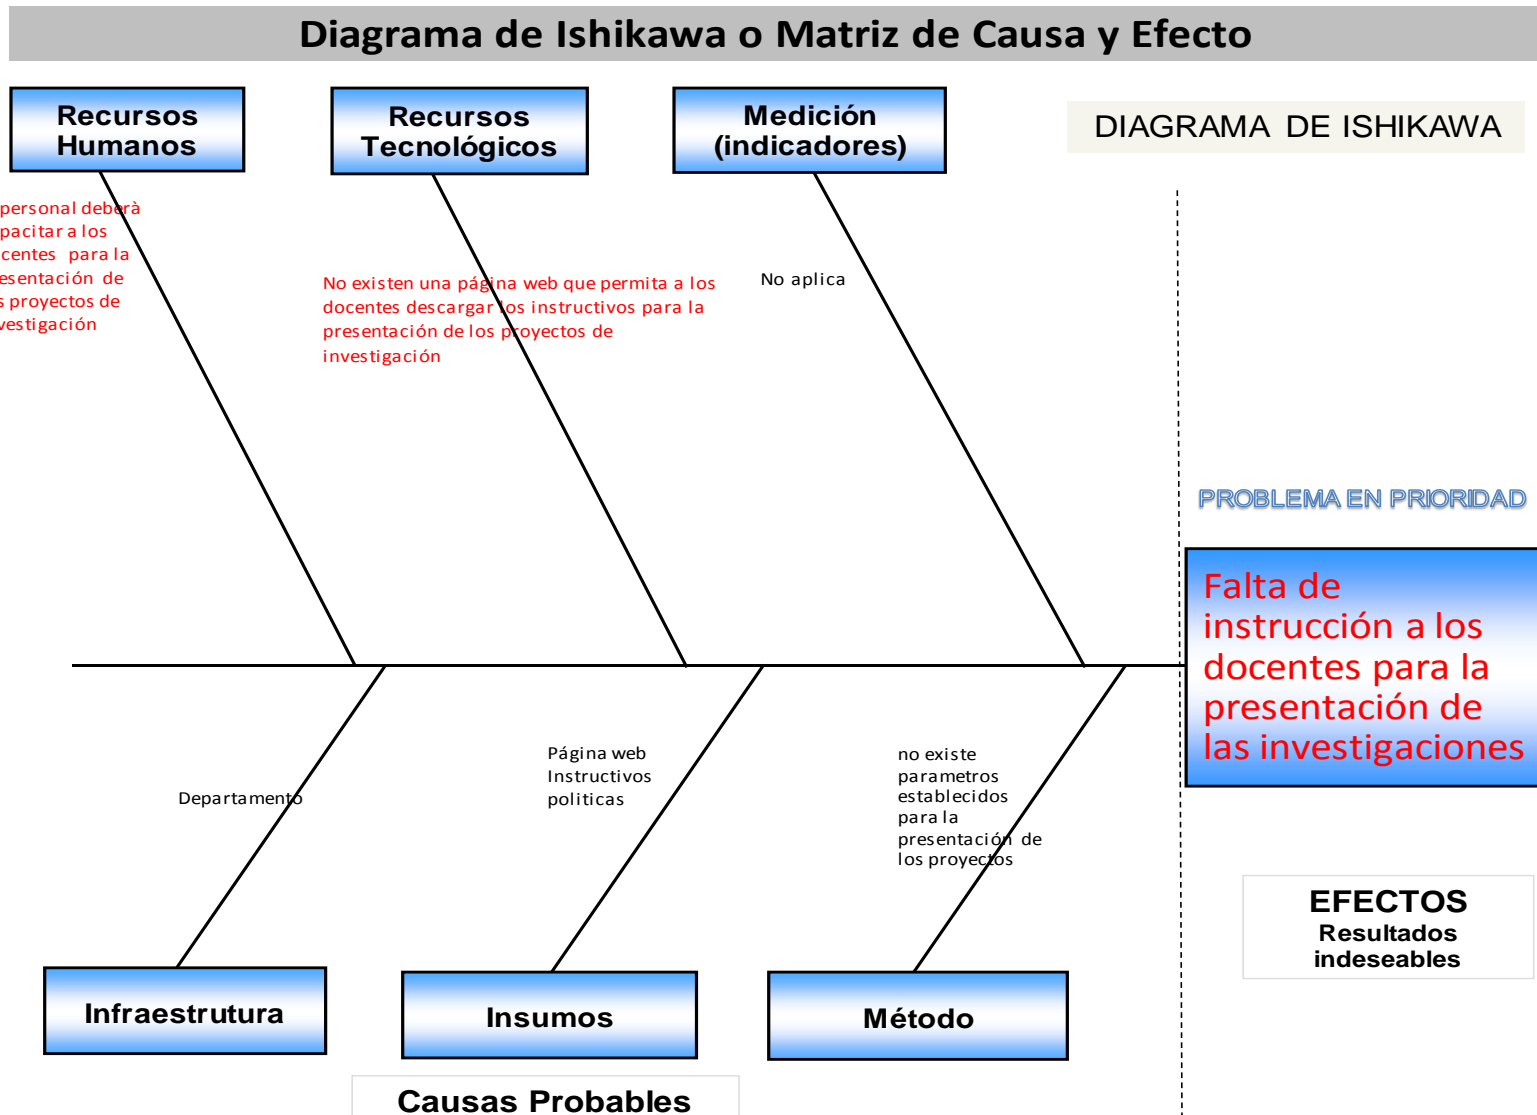 Diagrama de Ishikawa o Matriz de Causa y Efecto
Recursos
Humanos
Recursos
Tecnológicos
Medición
(indicadores)
DIAGRAMA DE ISHIKAWA
personal deberà
pacitar a los
centes para la
esentación de
s proyectos de
vestigación
No existen una página web que permita a los
docentes descargar los instructivos para la
presentación de los proyectos de
investigación
No aplica
PROBLEMA EN PRIORIDAD
Falta de
instrucción a los
docentes para la
presentación de
las investigaciones
Departamento
Página web
Instructivos
politicas
no existe
parametros
establecidos
para la
presentación de
los proyectos
EFECTOS
Resultados
indeseables
Infraestrutura
Insumos
Método
Causas Probables